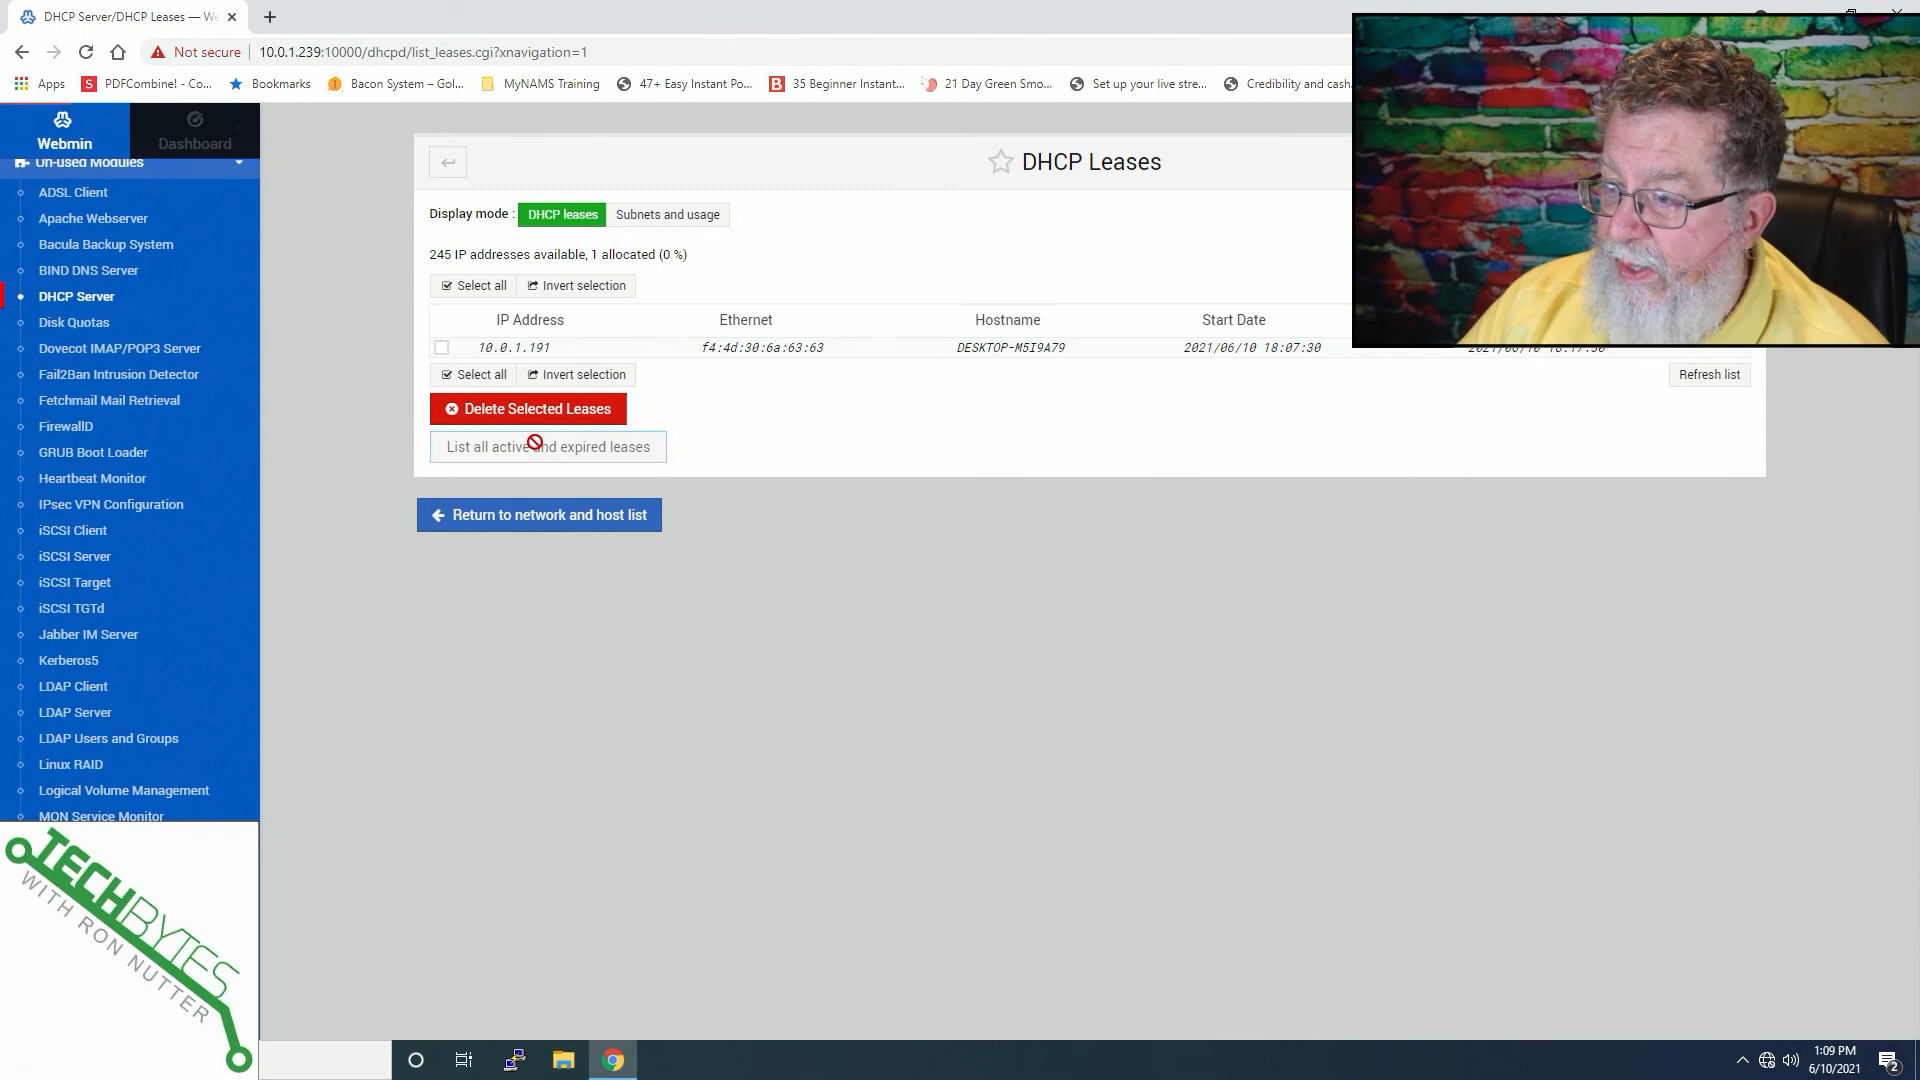 DHCP Server/DHCP Leases — We
Not secure 10.0.1.239:10000/dhcpd/list_leases.cgi?xnavigation=1
Apps PDFCombine! - Co... Bookmarks Bacon System – Gol... MyNAMS Training 47+ Easy Instant Po... 35 Beginner Instant... 21 Day Green Smo... Set up your live stre... Credibility and cash
Webmin
Dashboard
Un-used Modules
ADSL Client
Apache Webserver
Bacula Backup System
BIND DNS Server
DHCP Server
Disk Quotas
Dovecot IMAP/POP3 Server
Fail2Ban Intrusion Detector
Fetchmail Mail Retrieval
FirewallD
GRUB Boot Loader
Heartbeat Monitor
IPsec VPN Configuration
iSCSI Client
iSCSI Server
iSCSI Target
iSCSI TGTd
Jabber IM Server
Kerberos5
LDAP Client
LDAP Server
LDAP Users and Groups
Linux RAID
Logical Volume Management
MON Service Monitor
DHCP Leases
Display mode : DHCP leases Subnets and usage
245 IP addresses available, 1 allocated (0 %)
Select all Invert selection
IP Address Ethernet Hostname Start Date
10.0.1.191 f4:4d:30:6a:63:63 DESKTOP-M5I9A79 2021/06/10 18:07:30 2021/06/10 18:17:30
Select all Invert selection Refresh list
Delete Selected Leases
List all active and expired leases
Return to network and host list
TECHBYTES
WITH RON NUTTER
1:09 PM
6/10/2021
2